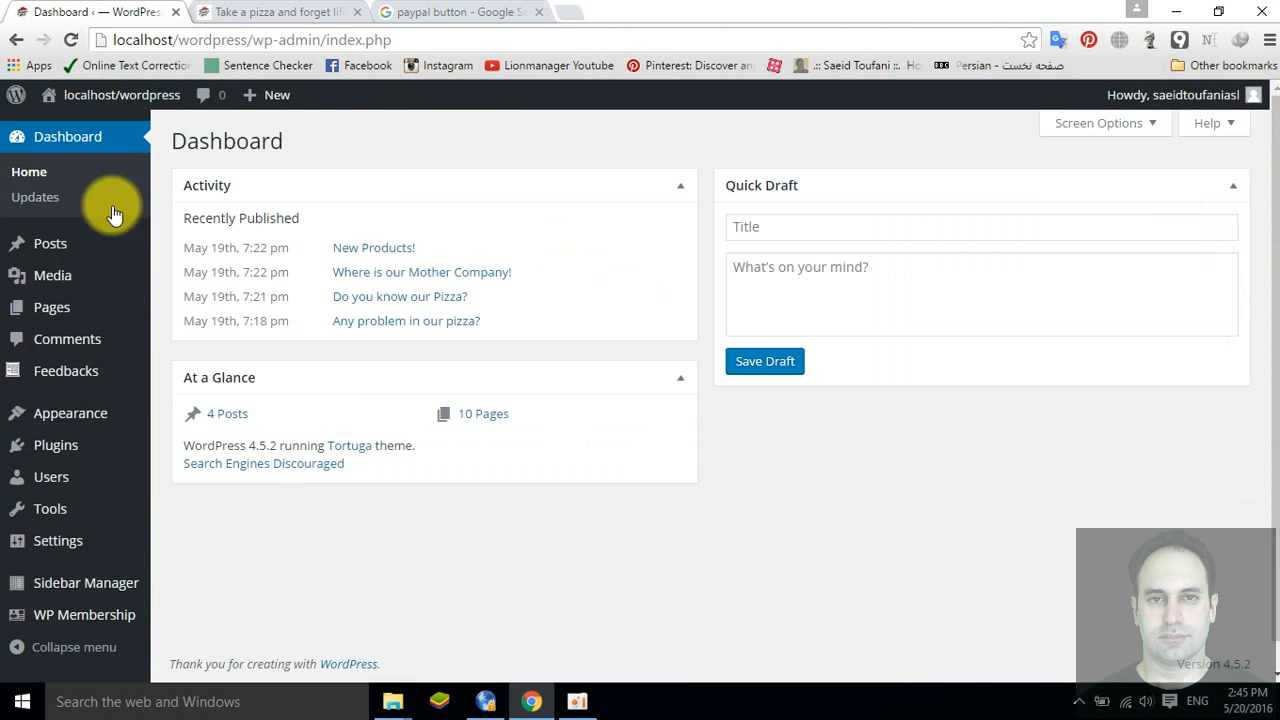 Dashboard ‹ — WordPres
Take a pizza and forget lif
paypal button - Google Se
localhost/wordpress/wp-admin/index.php
Apps
Online Text Correction
Sentence Checker
Facebook
Instagram
Lionmanager Youtube
Pinterest: Discover an
.:: Saeid Toufani ::. Ho
BBC
صفحه نخست - Persian
Other bookmarks
localhost/wordpress
0
New
Howdy, saeidtoufaniasl
Dashboard
Home
Updates
Posts
Media
Pages
Comments
Feedbacks
Appearance
Plugins
Users
Tools
Settings
Sidebar Manager
WP Membership
Collapse menu
Dashboard
Screen Options
Help
Activity
Recently Published
May 19th, 7:22 pm New Products!
May 19th, 7:22 pm Where is our Mother Company!
May 19th, 7:21 pm Do you know our Pizza?
May 19th, 7:18 pm Any problem in our pizza?
At a Glance
4 Posts
10 Pages
WordPress 4.5.2 running Tortuga theme.
Search Engines Discouraged
Quick Draft
Title
What's on your mind?
Save Draft
Thank you for creating with WordPress.
Version 4.5.2
Search the web and Windows
ENG
2:45 PM
5/20/2016